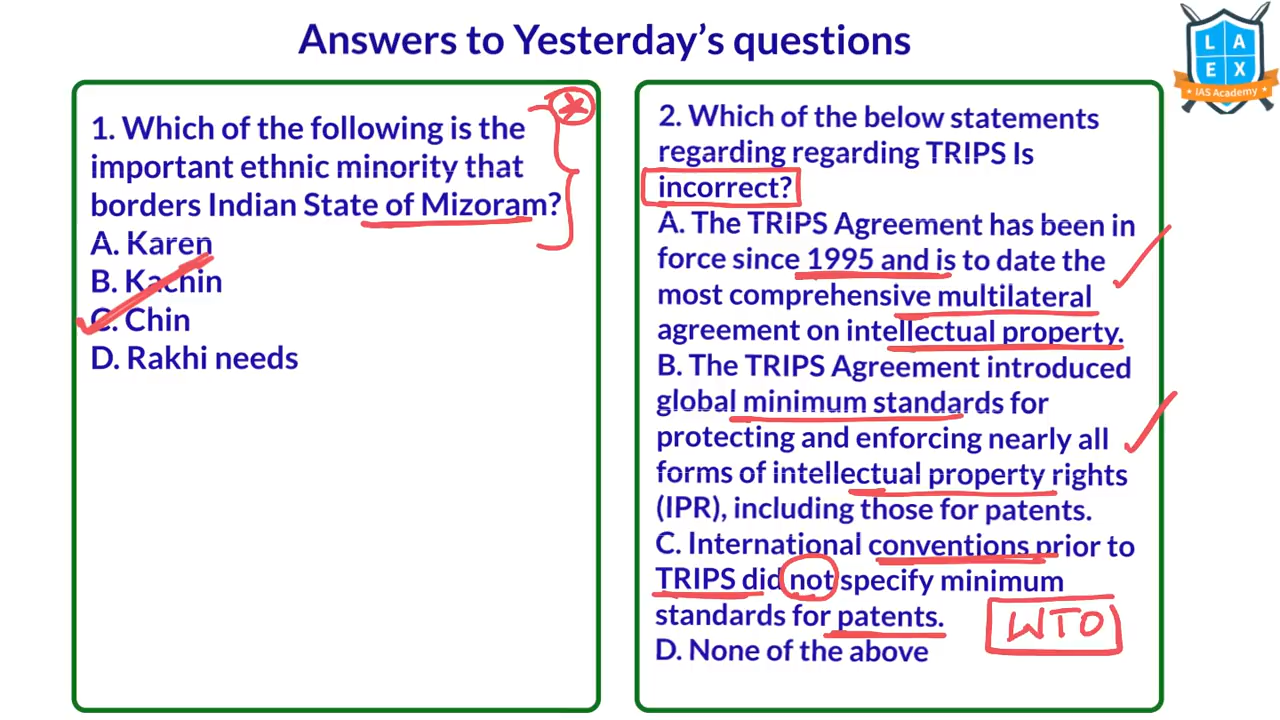 Answers to Yesterday's questions
L A
E X
IAS Academy
1. Which of the following is the
important ethnic minority that
borders Indian State of Mizoram?
A. Karen
B. Kachin
C. Chin
D. Rakhi needs
2. Which of the below statements
regarding regarding TRIPS Is
incorrect?
A. The TRIPS Agreement has been in
force since 1995 and is to date the
most comprehensive multilateral
agreement on intellectual property.
B. The TRIPS Agreement introduced
global minimum standards for
protecting and enforcing nearly all
forms of intellectual property rights
(IPR), including those for patents.
C. International conventions prior to
TRIPS did not specify minimum
standards for patents.
WTO
D. None of the above